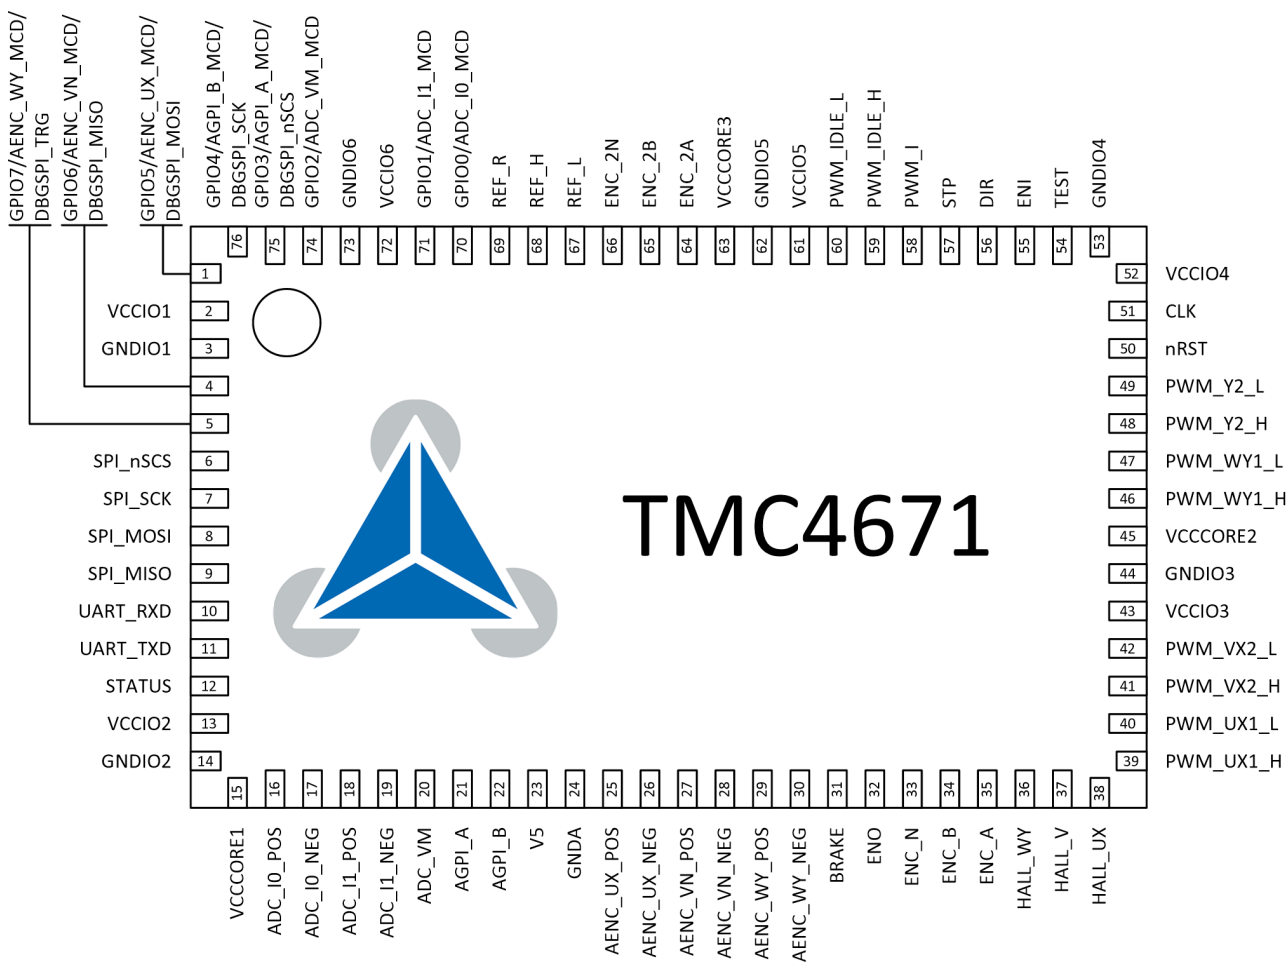 GPIO7/AENC_WY_MCD/
DBGSPI_TRG
GPIO6/AENC_VN_MCD/
DBGSPI_MISO
GPIO5/AENC_UX_MCD/
DBGSPI_MOSI
GPIO4/AGPI_B_MCD/
DBGSPI_SCK
GPIO3/AGPI_A_MCD/
DBGSPI_nSCS
GPIO2/ADC_VM_MCD
GNDIO6
VCCIO6
GPIO1/ADC_I1_MCD
GPIO0/ADC_I0_MCD
REF_R
REF_H
REF_L
ENC_2N
ENC_2B
ENC_2A
VCCCORE3
GNDIO5
VCCIO5
PWM_IDLE_L
PWM_IDLE_H
PWM_I
STP
DIR
ENI
TEST
GNDIO4
76
75
74
73
72
71
70
69
68
67
66
65
64
63
62
61
60
59
58
57
56
55
54
53
1
VCCIO1 2
GNDIO1 3
4
5
SPI_nSCS 6
SPI_SCK 7
SPI_MOSI 8
SPI_MISO 9
UART_RXD 10
UART_TXD 11
STATUS 12
VCCIO2 13
GNDIO2 14
TMC4671
52 VCCIO4
51 CLK
50 nRST
49 PWM_Y2_L
48 PWM_Y2_H
47 PWM_WY1_L
46 PWM_WY1_H
45 VCCCORE2
44 GNDIO3
43 VCCIO3
42 PWM_VX2_L
41 PWM_VX2_H
40 PWM_UX1_L
39 PWM_UX1_H
15
16
17
18
19
20
21
22
23
24
25
26
27
28
29
30
31
32
33
34
35
36
37
38
VCCCORE1
ADC_I0_POS
ADC_I0_NEG
ADC_I1_POS
ADC_I1_NEG
ADC_VM
AGPI_A
AGPI_B
V5
GNDA
AENC_UX_POS
AENC_UX_NEG
AENC_VN_POS
AENC_VN_NEG
AENC_WY_POS
AENC_WY_NEG
BRAKE
ENO
ENC_N
ENC_B
ENC_A
HALL_WY
HALL_V
HALL_UX